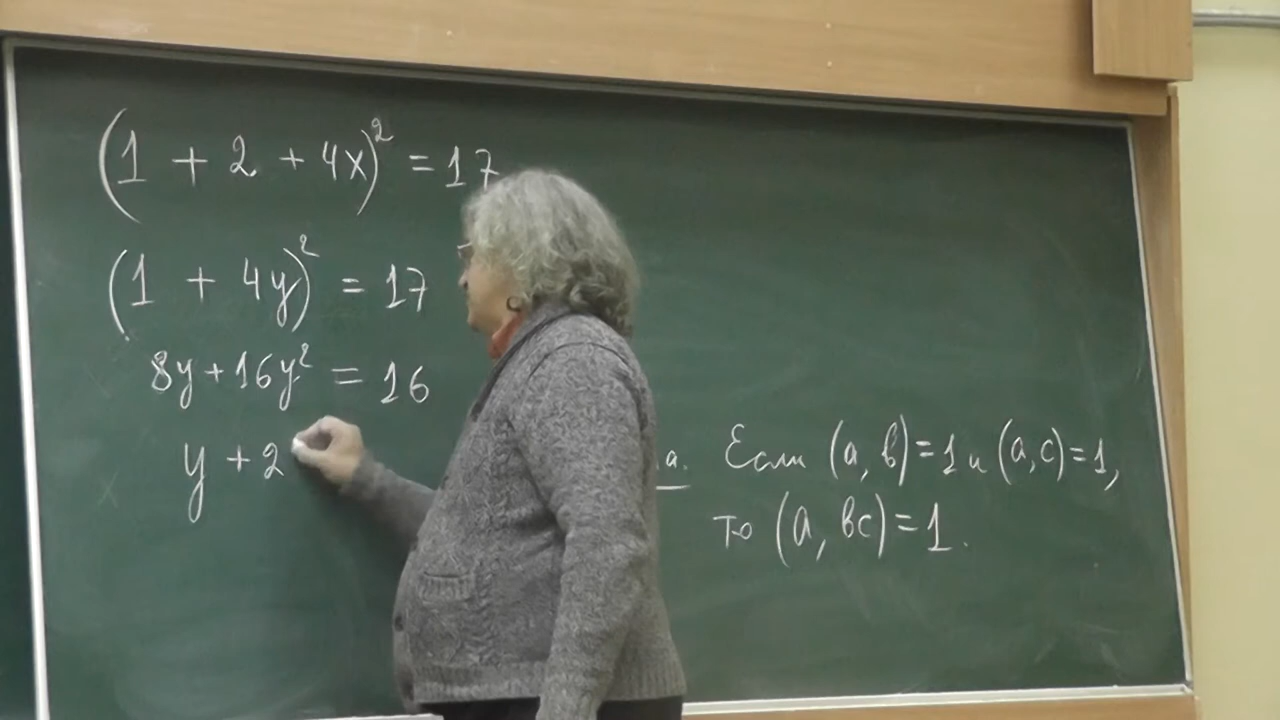 (1 + 2 + 4x)² = 17
(1 + 4y)² = 17
8y + 16y² = 16
y + 2
а. Если (a, b) = 1 и (a, c) = 1,
то (a, bc) = 1.